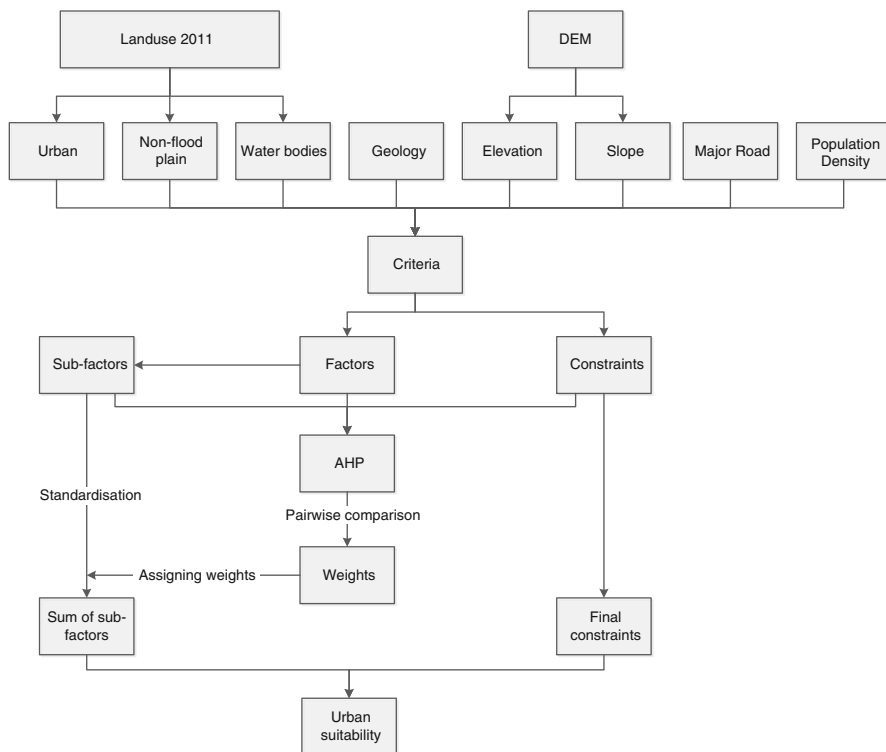 Landuse 2011
DEM
Urban
Non-flood
plain
Water bodies
Geology
Elevation
Slope
Major Road
Population
Density
Criteria
Sub-factors
Factors
Constraints
AHP
Standardisation
Pairwise comparison
Assigning weights
Weights
Sum of sub-
factors
Final
constraints
Urban
suitability